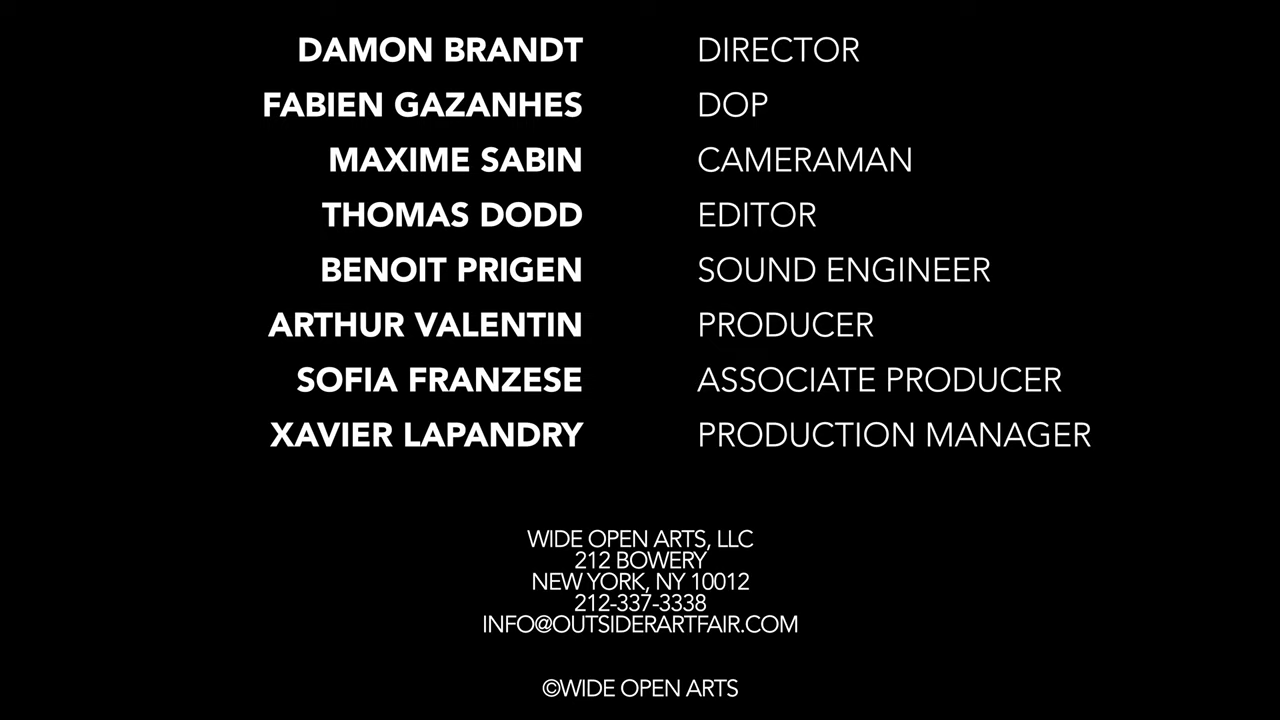 DAMON BRANDT DIRECTOR
FABIEN GAZANHES DOP
MAXIME SABIN CAMERAMAN
THOMAS DODD EDITOR
BENOIT PRIGEN SOUND ENGINEER
ARTHUR VALENTIN PRODUCER
SOFIA FRANZESE ASSOCIATE PRODUCER
XAVIER LAPANDRY PRODUCTION MANAGER
WIDE OPEN ARTS, LLC
212 BOWERY
NEW YORK, NY 10012
212-337-3338
INFO@OUTSIDERARTFAIR.COM
©WIDE OPEN ARTS